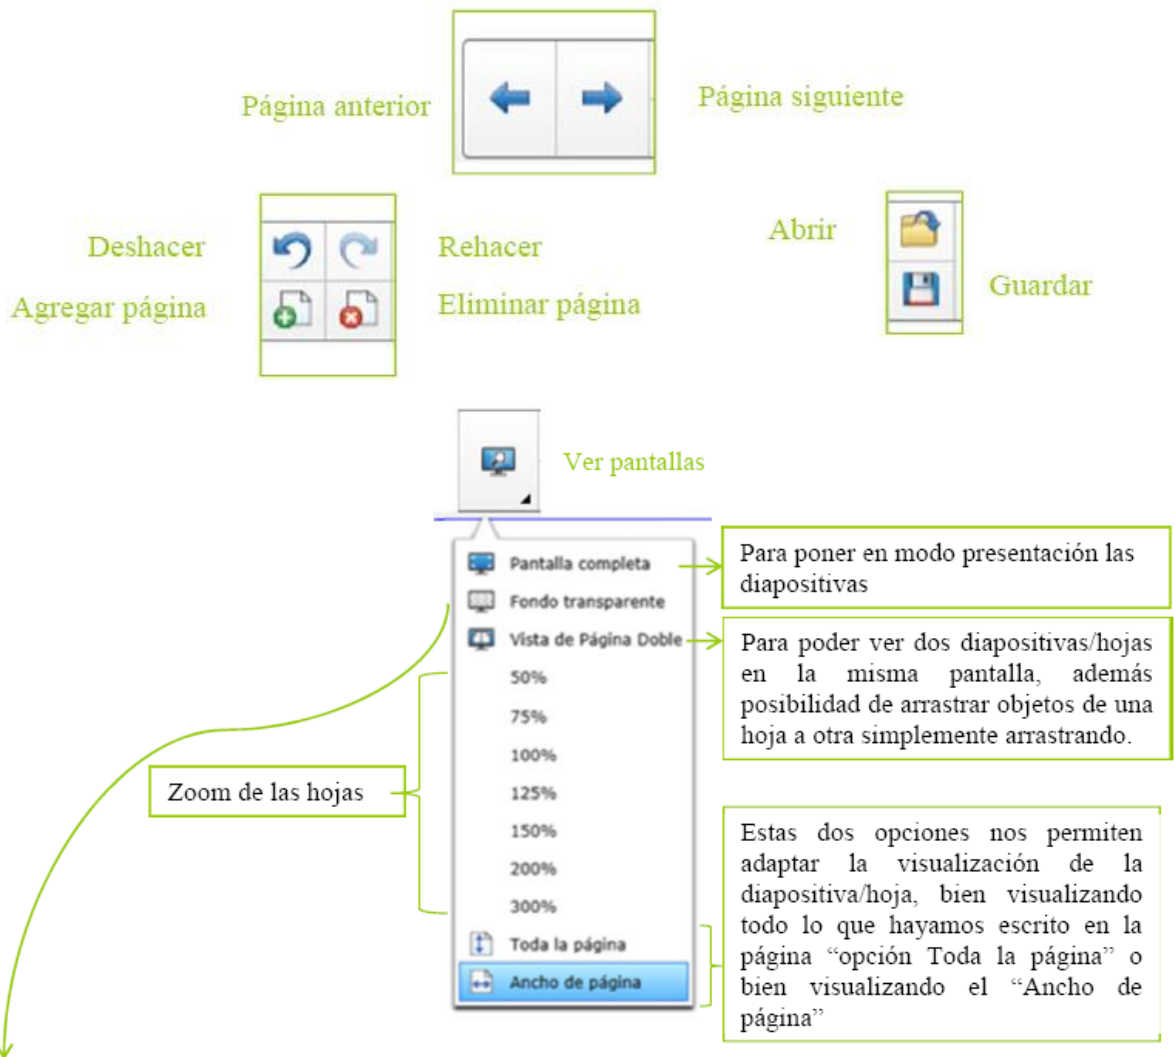 Página anterior
Página siguiente
Deshacer
Rehacer
Abrir
Agregar página
Eliminar página
Guardar
Ver pantallas
Pantalla completa
Fondo transparente
Vista de Página Doble
50%
75%
100%
125%
150%
200%
300%
Toda la página
Ancho de página
Para poner en modo presentación las
diapositivas
Para poder ver dos diapositivas/hojas
en la misma pantalla, además
posibilidad de arrastrar objetos de una
hoja a otra simplemente arrastrando.
Zoom de las hojas
Estas dos opciones nos permiten
adaptar la visualización de la
diapositiva/hoja, bien visualizando
todo lo que hayamos escrito en la
página “opción Toda la página” o
bien visualizando el “Ancho de
página”